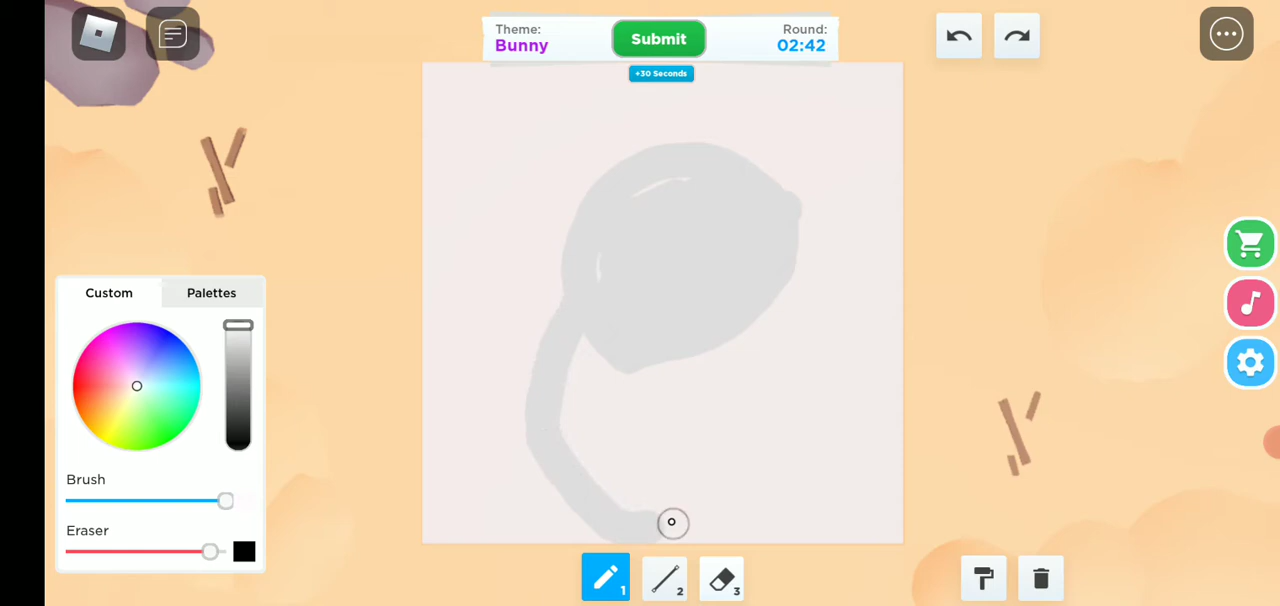 Theme:
Bunny
Submit
Round:
02:42
+30 Seconds
Custom
Palettes
Brush
Eraser
1
2
3